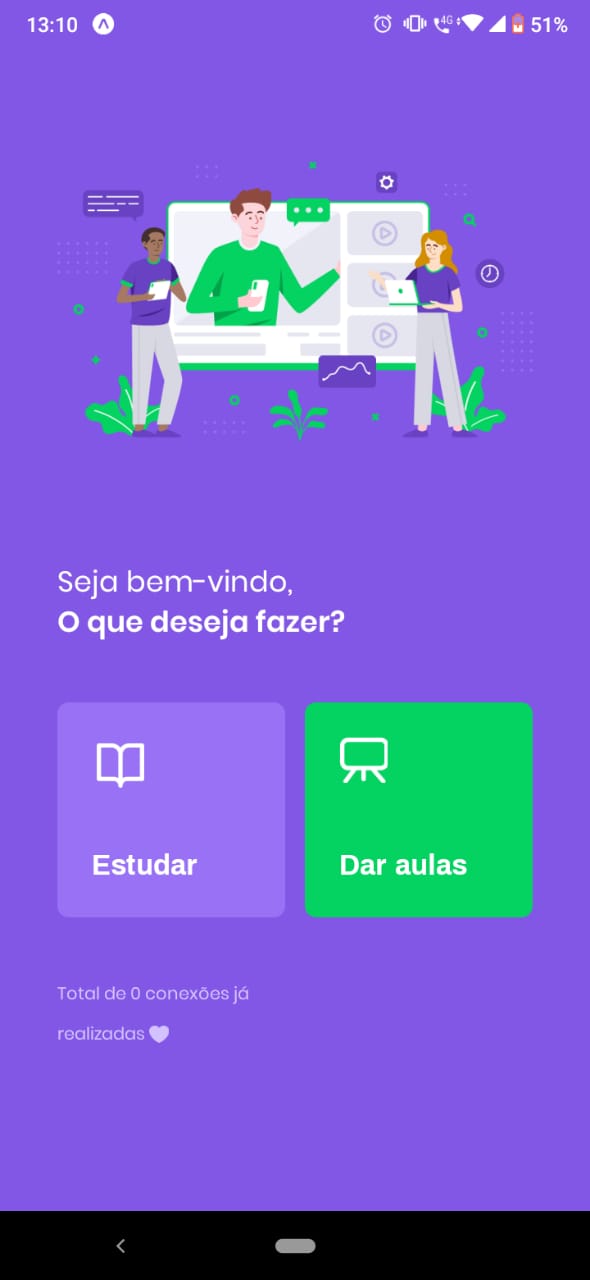 13:10
4G
51%
Seja bem-vindo,
O que deseja fazer?
Estudar
Dar aulas
Total de 0 conexões já
realizadas